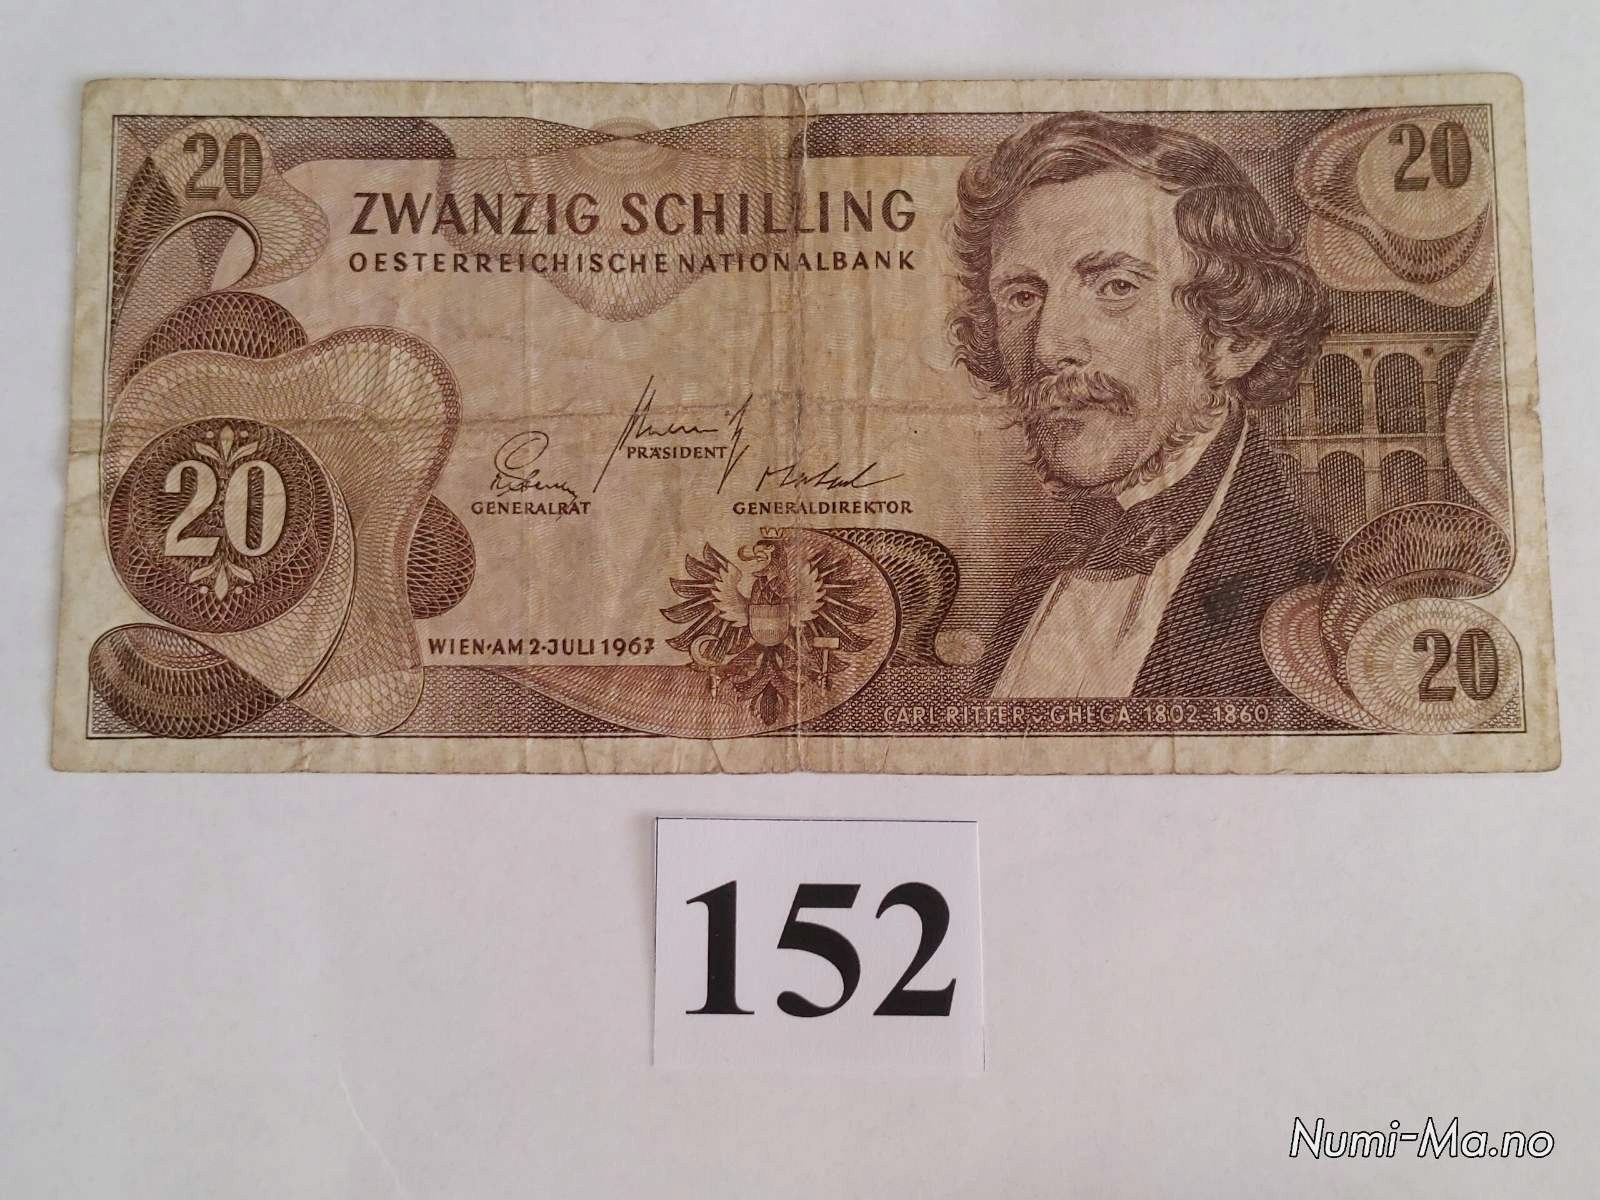 20
20
ZWANZIG SCHILLING
OESTERREICHISCHE NATIONALBANK
PRÄSIDENT
GENERALRAT
GENERALDIREKTOR
20
WIEN·AM 2·JULI 1967
20
CARL RITTER v. GHEGA 1802-1860
152
Numi-Ma.no